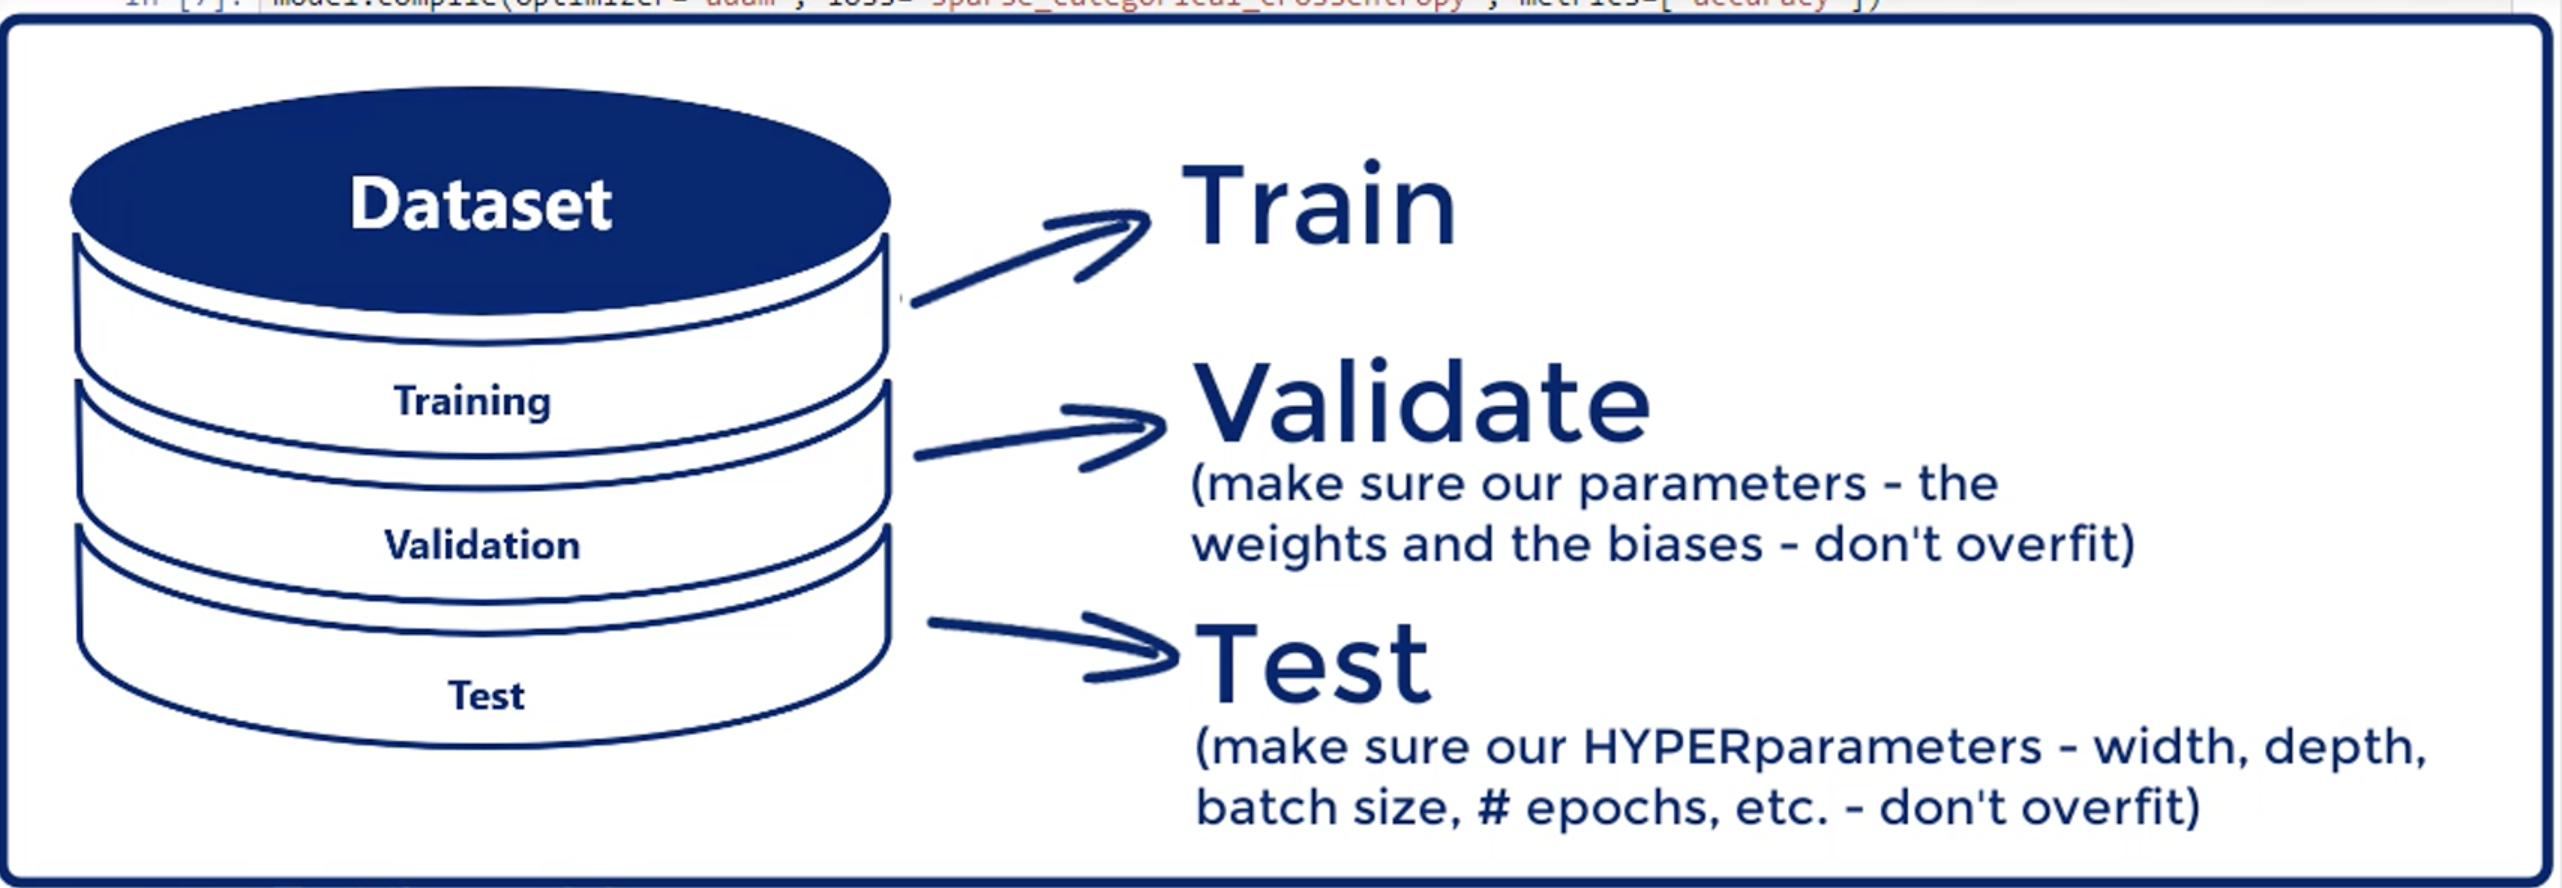 In [7]: model.compile(optimizer='adam', loss='sparse_categorical_crossentropy', metrics=['accuracy'])
Dataset
Training
Validation
Test
Train
Validate
(make sure our parameters - the
weights and the biases - don't overfit)
Test
(make sure our HYPERparameters - width, depth,
batch size, # epochs, etc. - don't overfit)